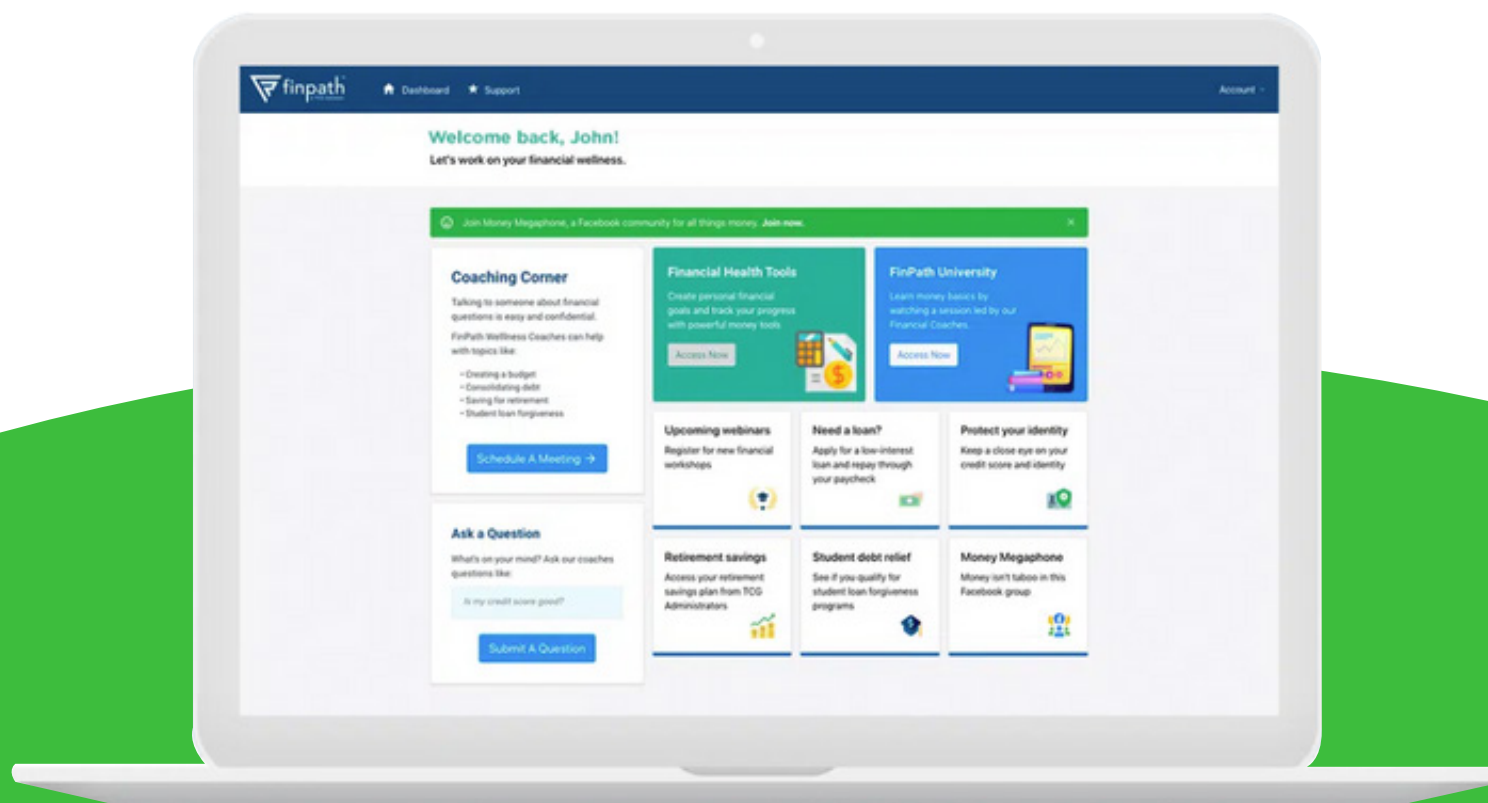 finpath
Dashboard
Support
Account
Welcome back, John!
Let's work on your financial wellness.
Join Money Megaphone, a Facebook community for all things money. Join now.
Coaching Corner
Talking to someone about financial
questions is easy and confidential.
FinPath Wellness Coaches can help
with topics like:
• Creating a budget
• Consolidating debt
• Saving for retirement
• Student loan forgiveness
Schedule A Meeting →
Ask a Question
What's on your mind? Ask our coaches
questions like:
Is my credit score good?
Submit A Question
Financial Health Tools
Create personal financial
goals and track your progress
with powerful money tools
Access Now
FinPath University
Learn money basics by
watching a session led by our
Financial Coaches.
Access Now
Upcoming webinars
Register for new financial
workshops
Need a loan?
Apply for a low-interest
loan and repay through
your paycheck
Protect your identity
Keep a close eye on your
credit score and identity
Retirement savings
Access your retirement
savings plan from TCG
Administrators
Student debt relief
See if you qualify for
student loan forgiveness
programs
Money Megaphone
Money isn't taboo in this
Facebook group